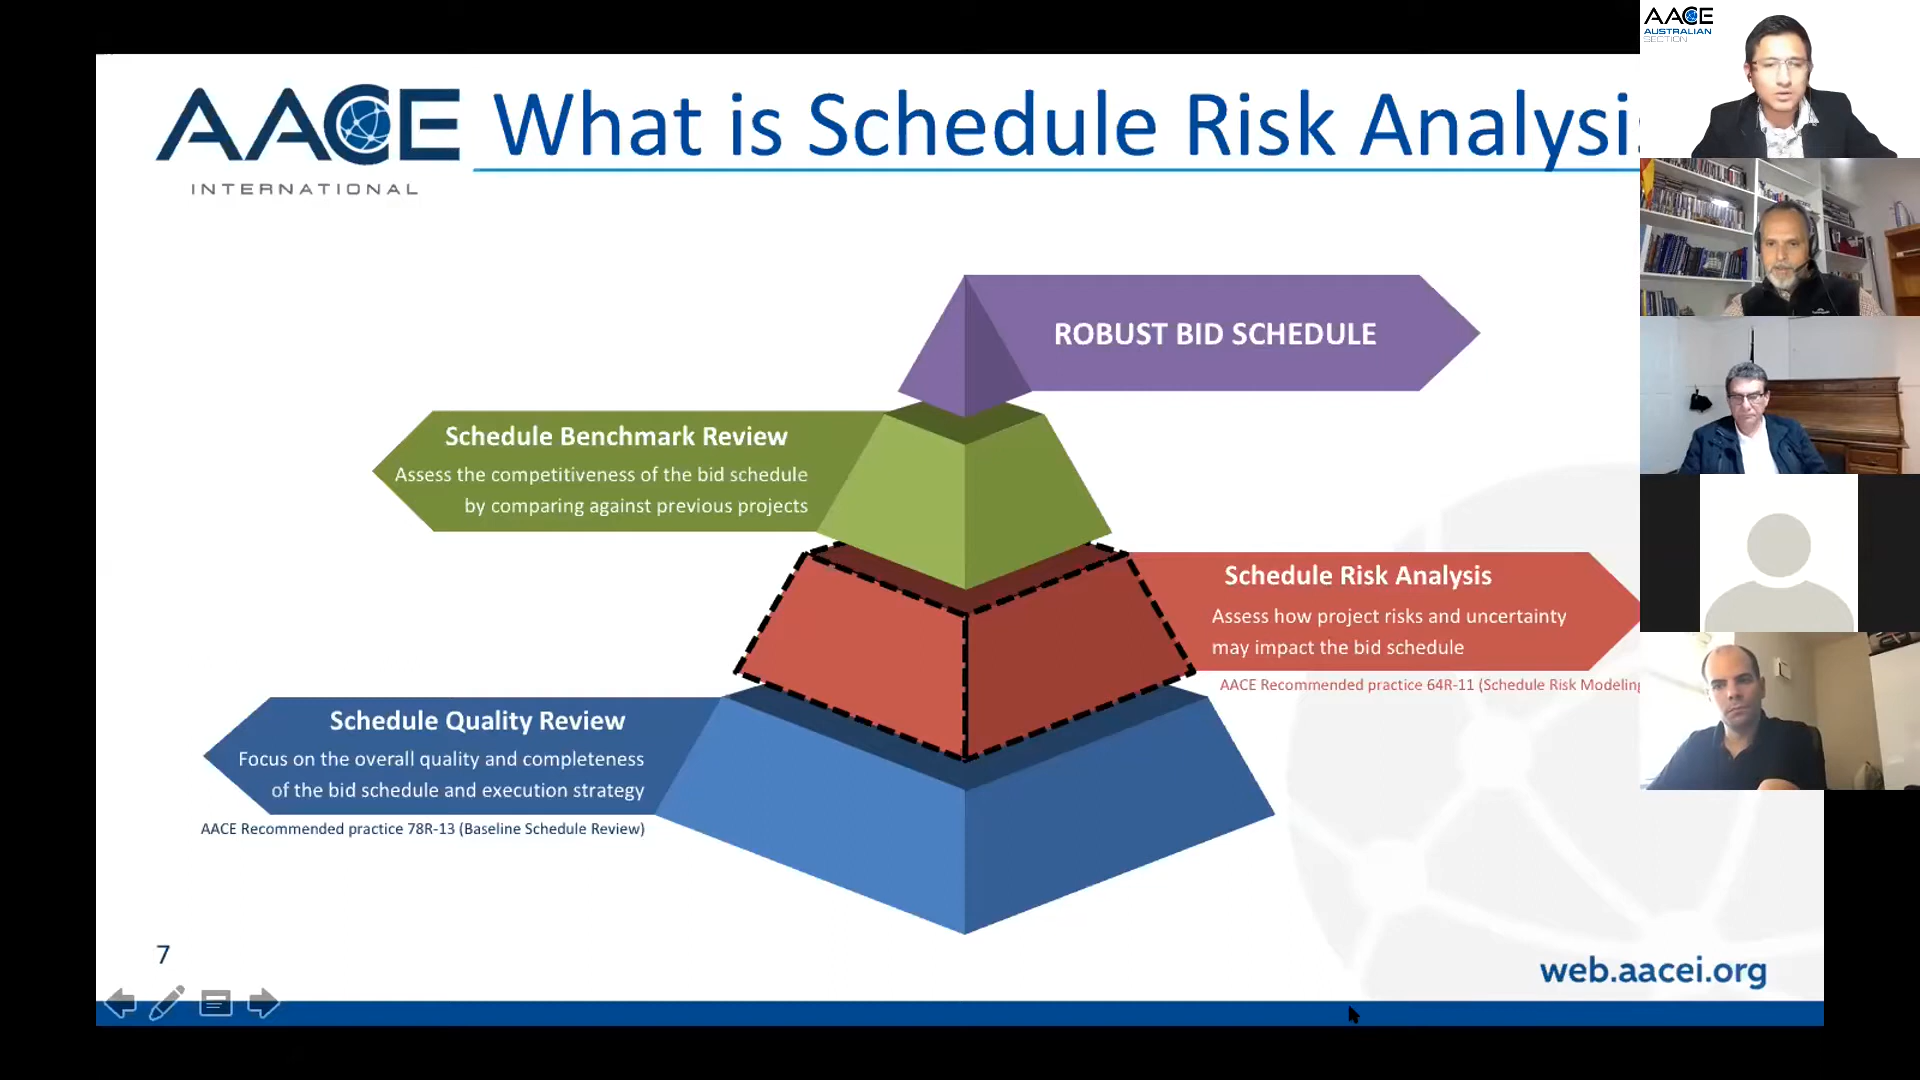 AACE
INTERNATIONAL
What is Schedule Risk Analysis
AACE
AUSTRALIAN
SECTION
ROBUST BID SCHEDULE
Schedule Benchmark Review
Assess the competitiveness of the bid schedule
by comparing against previous projects
Schedule Risk Analysis
Assess how project risks and uncertainty
may impact the bid schedule
AACE Recommended practice 64R-11 (Schedule Risk Modeling
Schedule Quality Review
Focus on the overall quality and completeness
of the bid schedule and execution strategy
AACE Recommended practice 78R-13 (Baseline Schedule Review)
7
web.aacei.org